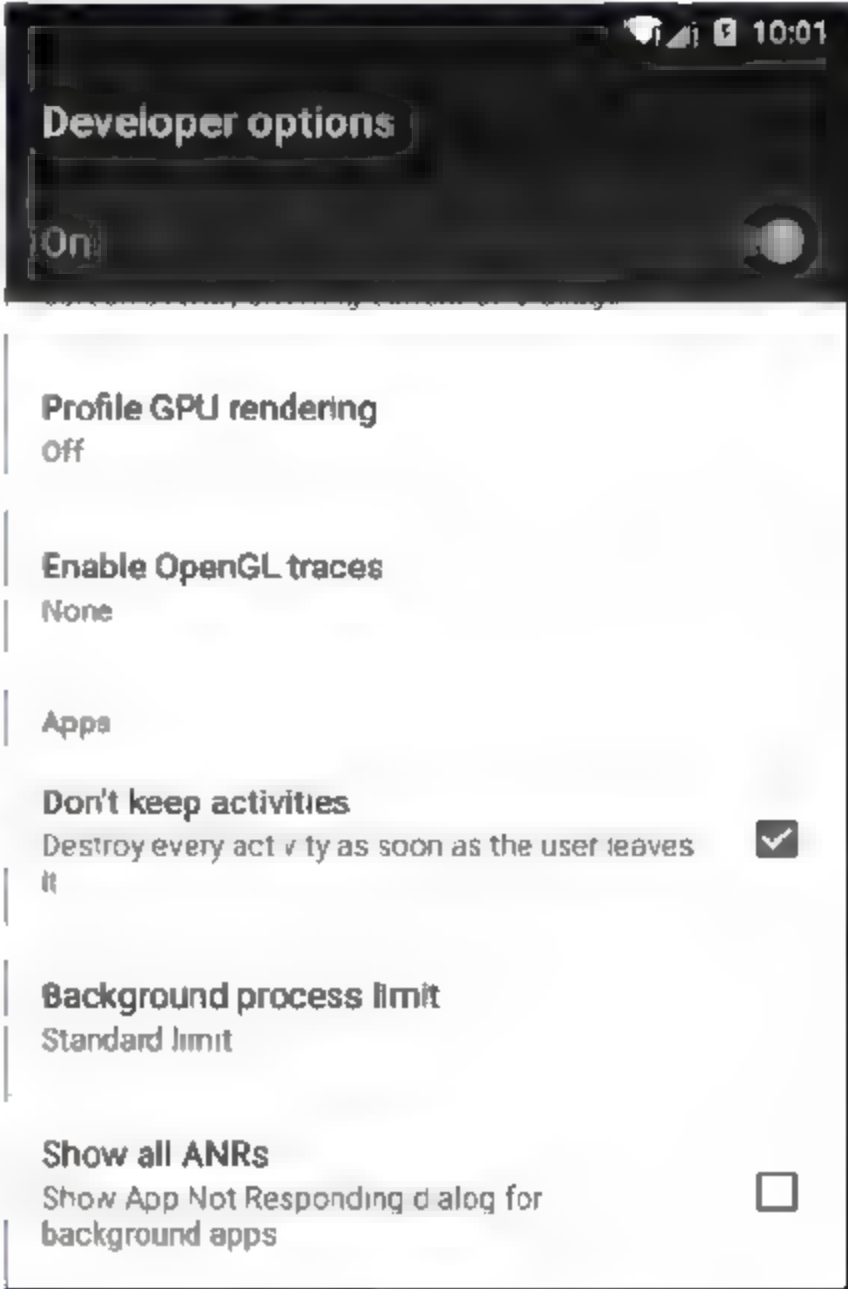 10:01
Developer options
On
Profile GPU rendering
Off
Enable OpenGL traces
None
Apps
Don't keep activities
Destroy every activity as soon as the user leaves
it
Background process limit
Standard limit
Show all ANRs
Show App Not Responding dialog for
background apps